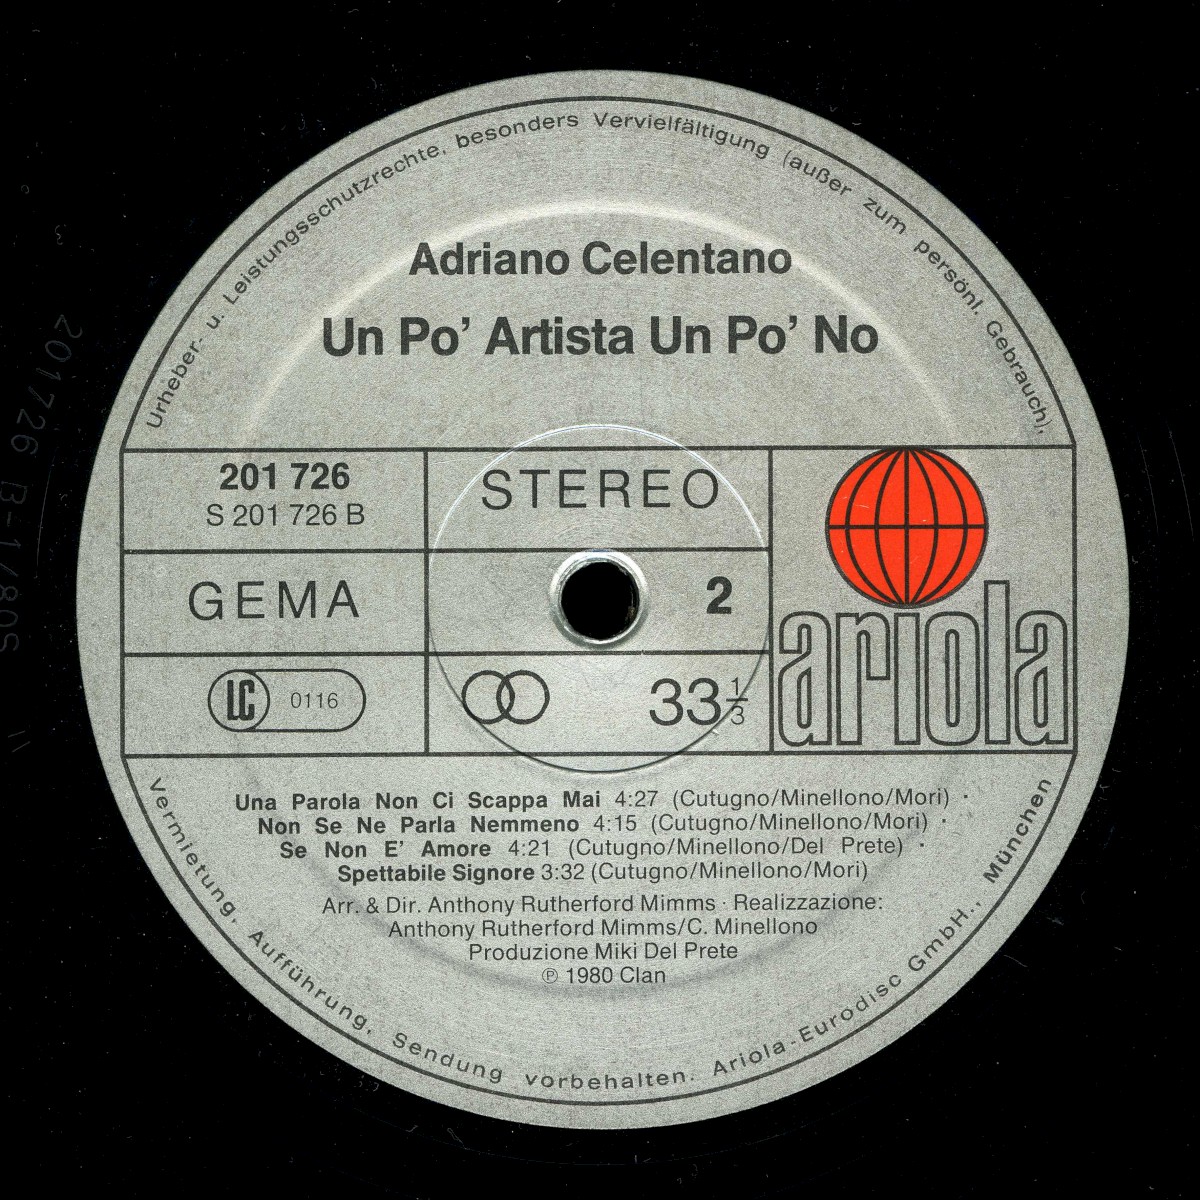 Urheber- u. Leistungsschutzrechte, besonders Vervielfältigung (außer zum persönl. Gebrauch),
Adriano Celentano
Un Po’ Artista Un Po’ No
201 726
S 201 726 B
STEREO
GEMA
2
LC 0116
33 1/3
ariola
Una Parola Non Ci Scappa Mai 4:27 (Cutugno/Minellono/Mori) ·
Non Se Ne Parla Nemmeno 4:15 (Cutugno/Minellono/Mori) ·
Se Non E’ Amore 4:21 (Cutugno/Minellono/Del Prete) ·
Spettabile Signore 3:32 (Cutugno/Minellono/Mori)
Arr. & Dir. Anthony Rutherford Mimms · Realizzazione:
Anthony Rutherford Mimms/C. Minellono
Produzione Miki Del Prete
℗ 1980 Clan
Vermietung, Aufführung, Sendung vorbehalten. Ariola-Eurodisc GmbH., München
201726 B-1/80S